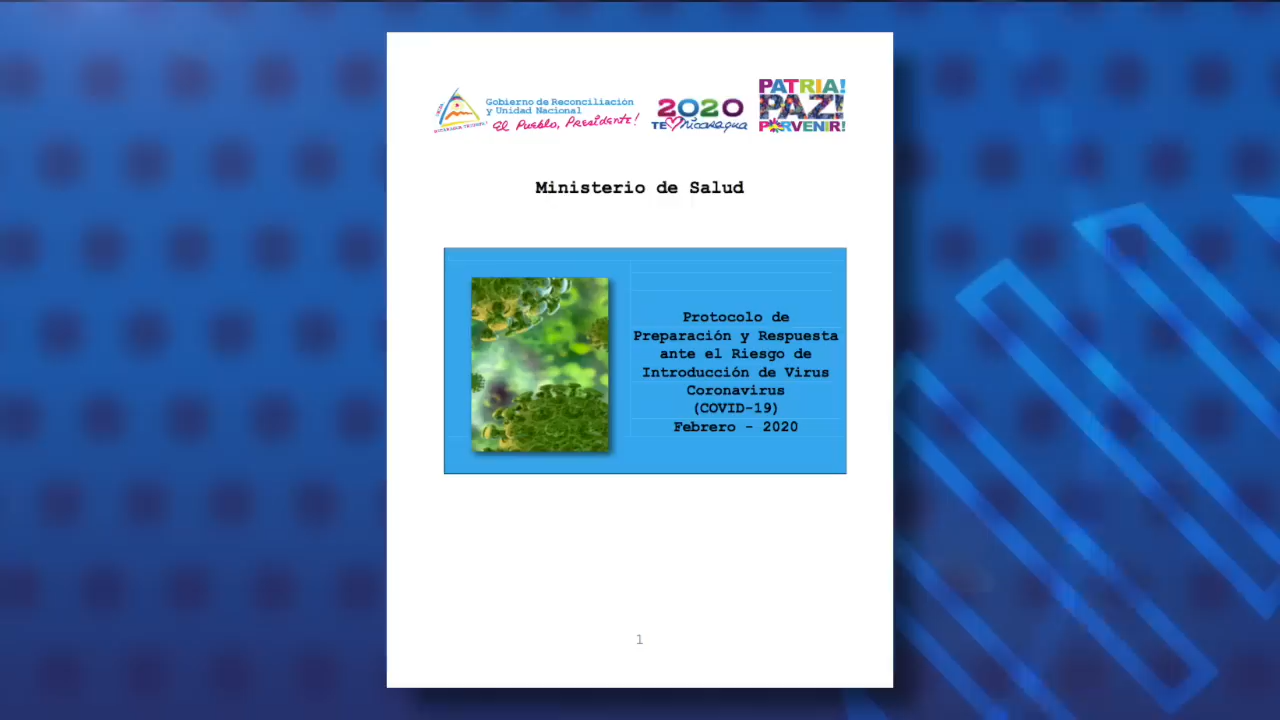 Gobierno de Reconciliación
y Unidad Nacional
El Pueblo, Presidente!
2020
TE Nicaragua
PATRIA!
PAZ!
PORVENIR!
Ministerio de Salud
Protocolo de
Preparación y Respuesta
ante el Riesgo de
Introducción de Virus
Coronavirus
(COVID-19)
Febrero - 2020
1